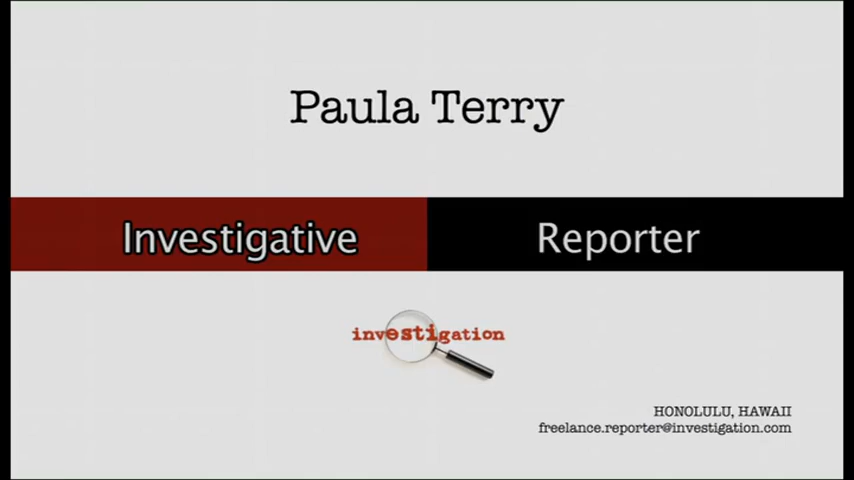 Paula Terry
Investigative Reporter
investigation
HONOLULU, HAWAII
freelance.reporter@investigation.com